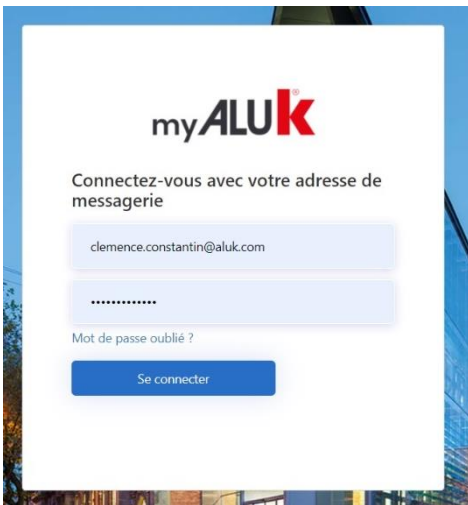 myALUK®
Connectez-vous avec votre adresse de
messagerie
clemence.constantin@aluk.com
•••••••••••••
Mot de passe oublié ?
Se connecter